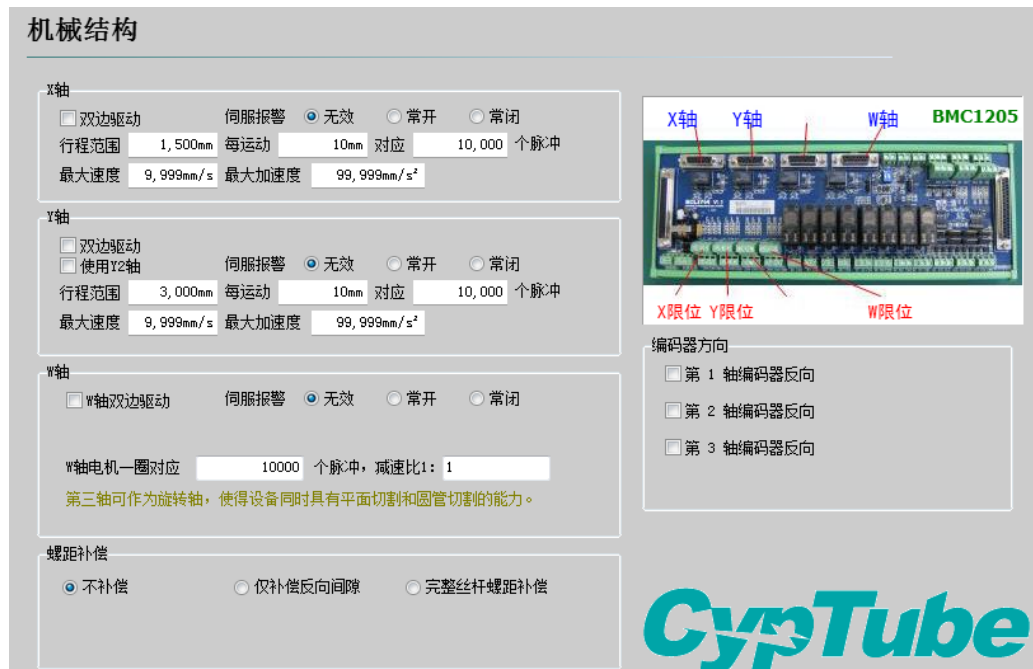 机械结构
X轴
双边驱动 伺服报警 无效 常开 常闭
行程范围 1,500mm 每运动 10mm 对应 10,000 个脉冲
最大速度 9,999mm/s 最大加速度 99,999mm/s²
Y轴
双边驱动
使用Y2轴 伺服报警 无效 常开 常闭
行程范围 3,000mm 每运动 10mm 对应 10,000 个脉冲
最大速度 9,999mm/s 最大加速度 99,999mm/s²
W轴
W轴双边驱动 伺服报警 无效 常开 常闭
W轴电机一圈对应 10000 个脉冲，减速比1: 1
第三轴可作为旋转轴，使得设备同时具有平面切割和圆管切割的能力。
螺距补偿
不补偿 仅补偿反向间隙 完整丝杆螺距补偿
X轴 Y轴 W轴 BMC1205
X限位 Y限位 W限位
编码器方向
第 1 轴编码器反向
第 2 轴编码器反向
第 3 轴编码器反向
CypTube